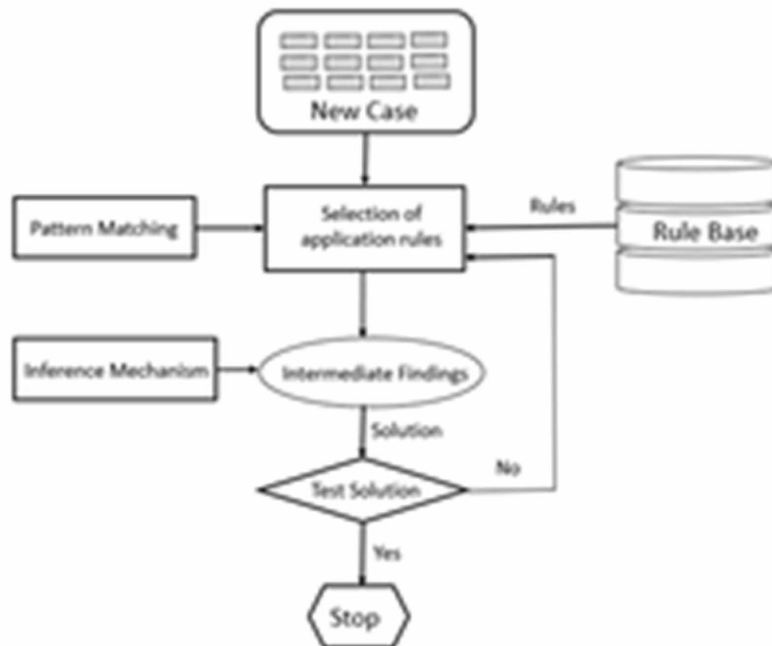 New Case
Selection of
application rules
Pattern Matching
Rules
Rule Base
Inference Mechanism
Intermediate Findings
Solution
Test Solution
No
Yes
Stop